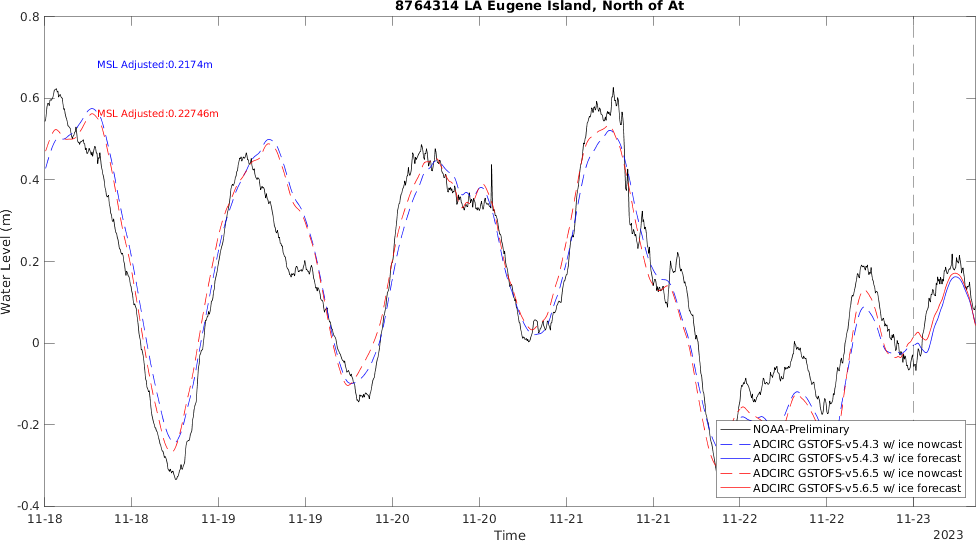 8764314 LA Eugene Island, North of At
0.8
MSL Adjusted:0.2174m
0.6
MSL Adjusted:0.22746m
0.4
0.2
0
-0.2
-0.4
Water Level (m)
NOAA-Preliminary
ADCIRC GSTOFS-v5.4.3 w/ ice nowcast
ADCIRC GSTOFS-v5.4.3 w/ ice forecast
ADCIRC GSTOFS-v5.6.5 w/ ice nowcast
ADCIRC GSTOFS-v5.6.5 w/ ice forecast
11-18 11-18 11-19 11-19 11-20 11-20 11-21 11-21 11-22 11-22 11-23
Time
2023